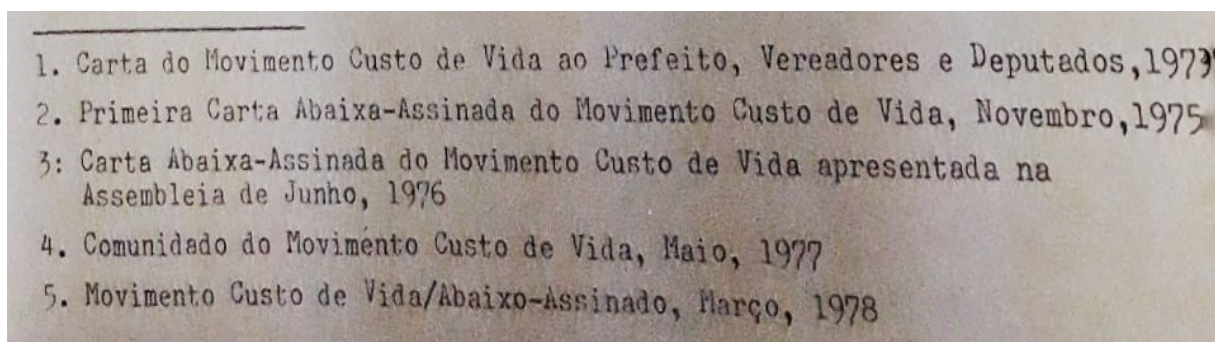 1. Carta do Movimento Custo de Vida ao Prefeito, Vereadores e Deputados,1973
2. Primeira Carta Abaixa-Assinada do Movimento Custo de Vida, Novembro,1975
3: Carta Abaixa-Assinada do Movimento Custo de Vida apresentada na
Assembleia de Junho, 1976
4. Comunidado do Movimento Custo de Vida, Maio, 1977
5. Movimento Custo de Vida/Abaixo-Assinado, Março, 1978